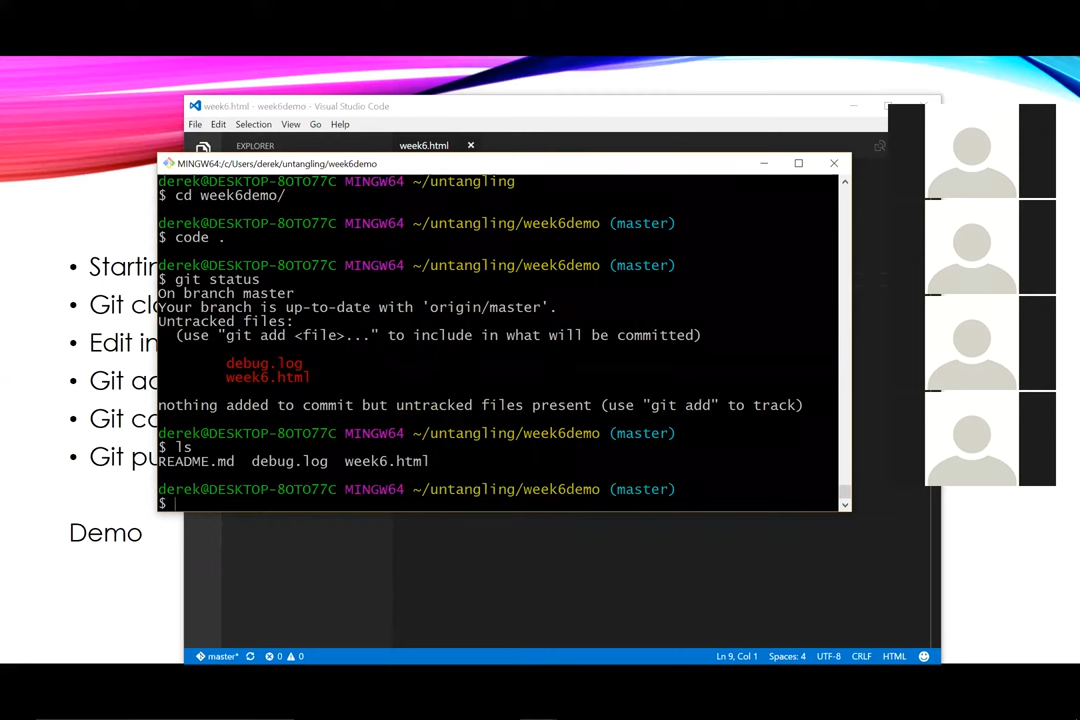 week6.html - week6demo - Visual Studio Code
File Edit Selection View Go Help
EXPLORER
week6.html
MINGW64:/c/Users/derek/untangling/week6demo
derek@DESKTOP-8OTO77C MINGW64 ~/untangling
$ cd week6demo/
derek@DESKTOP-8OTO77C MINGW64 ~/untangling/week6demo (master)
$ code .
derek@DESKTOP-8OTO77C MINGW64 ~/untangling/week6demo (master)
$ git status
On branch master
Your branch is up-to-date with 'origin/master'.
Untracked files:
(use "git add <file>..." to include in what will be committed)
debug.log
week6.html
nothing added to commit but untracked files present (use "git add" to track)
derek@DESKTOP-8OTO77C MINGW64 ~/untangling/week6demo (master)
$ ls
README.md debug.log week6.html
derek@DESKTOP-8OTO77C MINGW64 ~/untangling/week6demo (master)
$
• Startin
• Git cl
• Edit in
• Git ad
• Git co
• Git pu
Demo
master* 0 0
Ln 9, Col 1 Spaces: 4 UTF-8 CRLF HTML